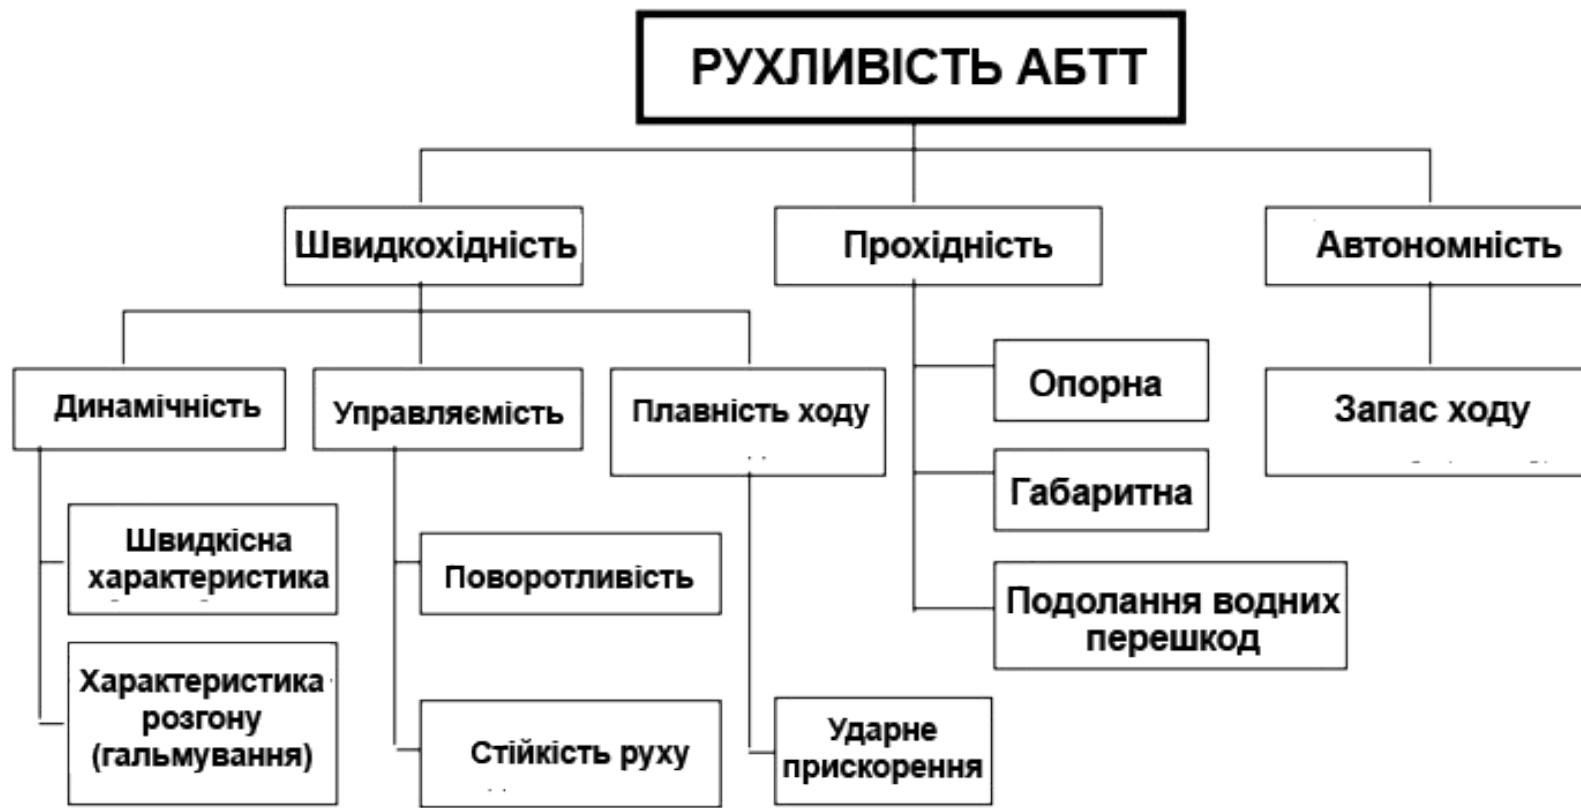 РУХЛИВІСТЬ АБТТ
Швидкохідність
Прохідність
Автономність
Динамічність
Управляємість
Плавність ходу
Опорна
Запас ходу
Габаритна
Швидкісна
характеристика
Поворотливість
Подолання водних
перешкод
Характеристика
розгону
(гальмування)
Стійкість руху
Ударне
прискорення